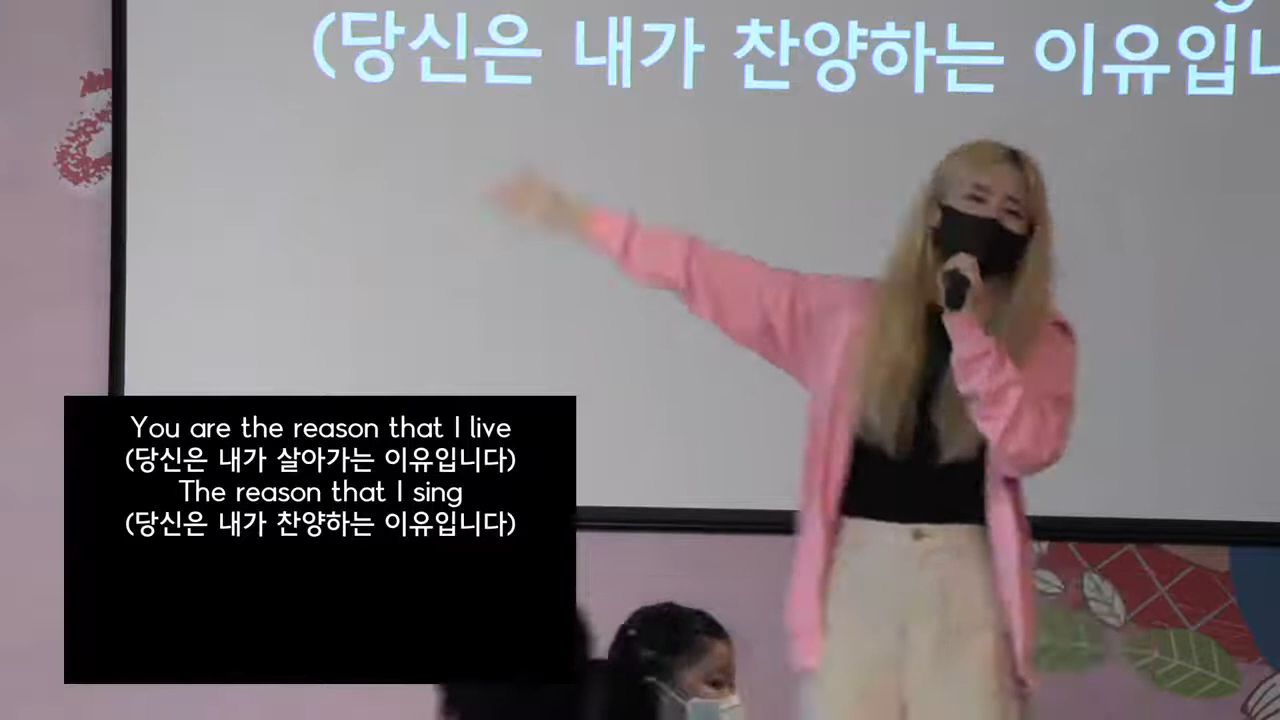 (당신은 내가 찬양하는 이유입니
You are the reason that I live
(당신은 내가 살아가는 이유입니다)
The reason that I sing
(당신은 내가 찬양하는 이유입니다)